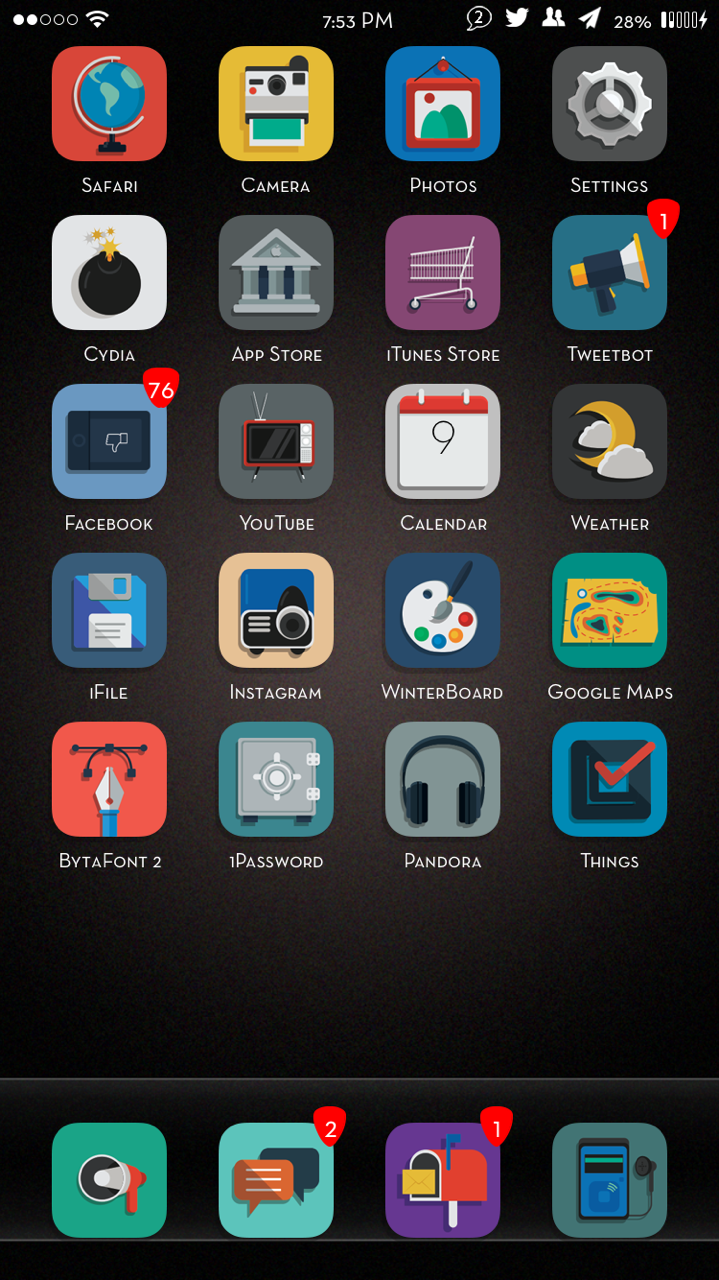 7:53 PM 2 28%
Safari Camera Photos Settings
1
Cydia App Store iTunes Store Tweetbot
76
9
Facebook YouTube Calendar Weather
iFile Instagram WinterBoard Google Maps
BytaFont 2 1Password Pandora Things
2 1